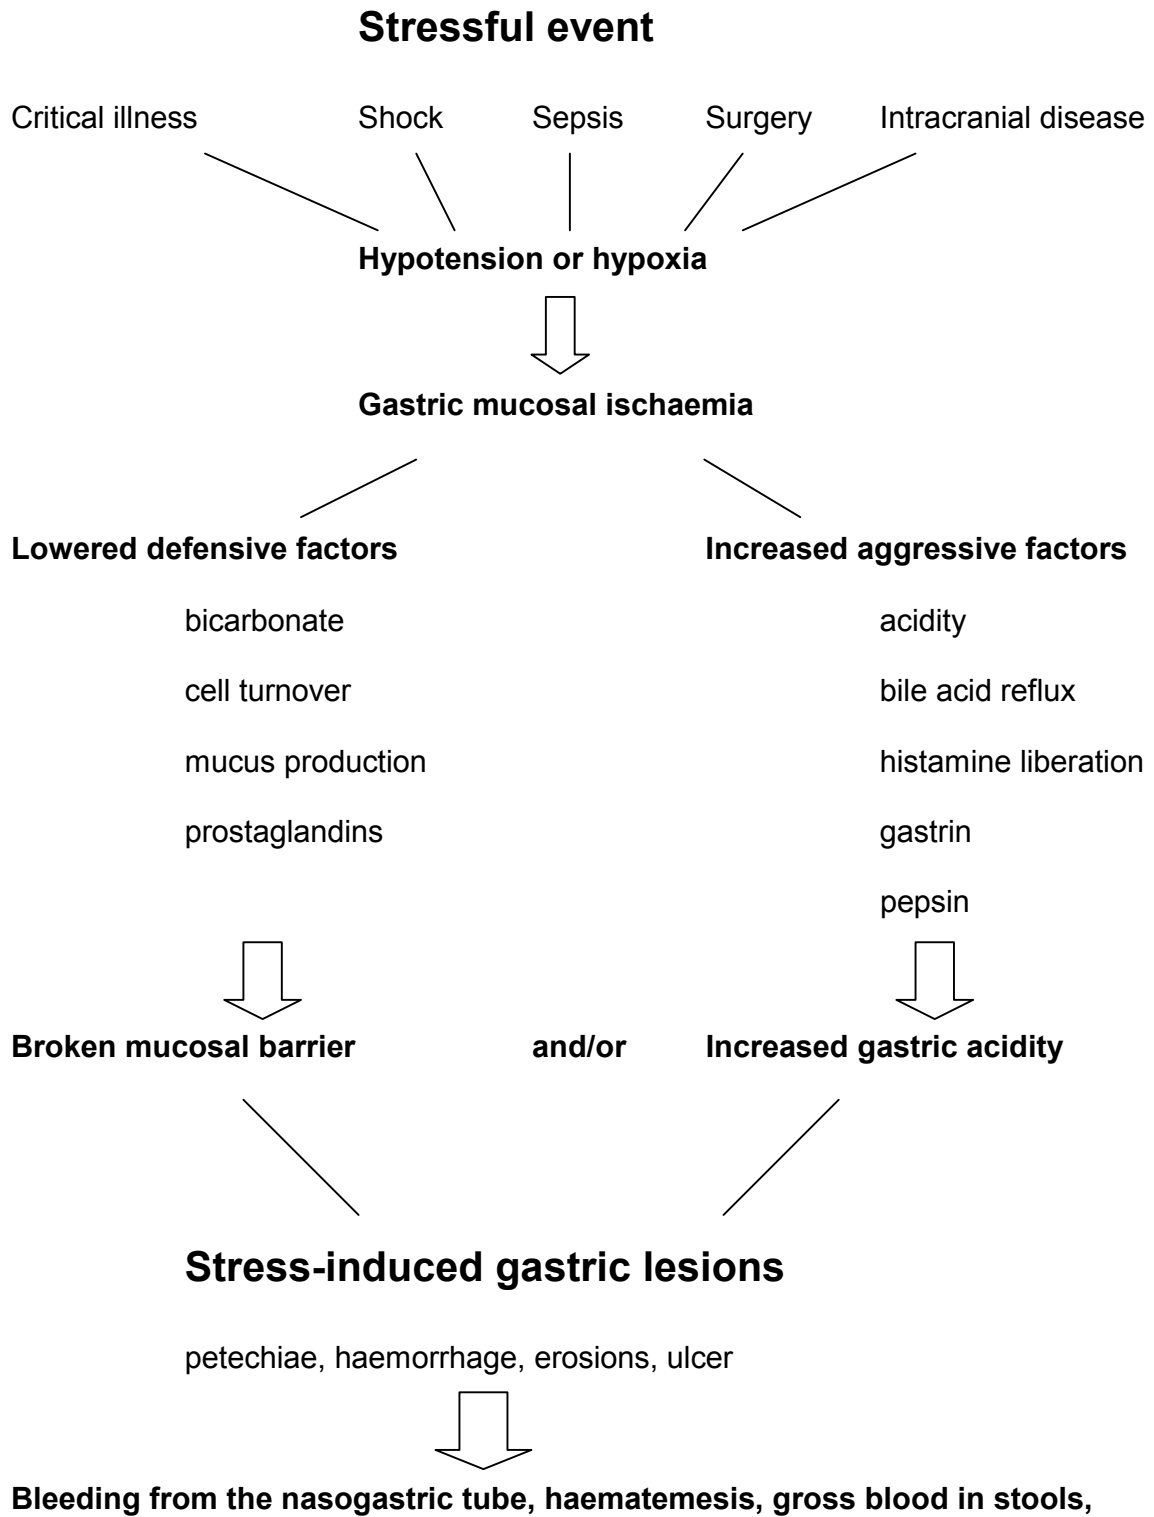 Stressful event
Critical illness Shock Sepsis Surgery Intracranial disease
Hypotension or hypoxia
Gastric mucosal ischaemia
Lowered defensive factors Increased aggressive factors
bicarbonate acidity
cell turnover bile acid reflux
mucus production histamine liberation
prostaglandins gastrin
pepsin
Broken mucosal barrier and/or Increased gastric acidity
Stress-induced gastric lesions
petechiae, haemorrhage, erosions, ulcer
Bleeding from the nasogastric tube, haematemesis, gross blood in stools,